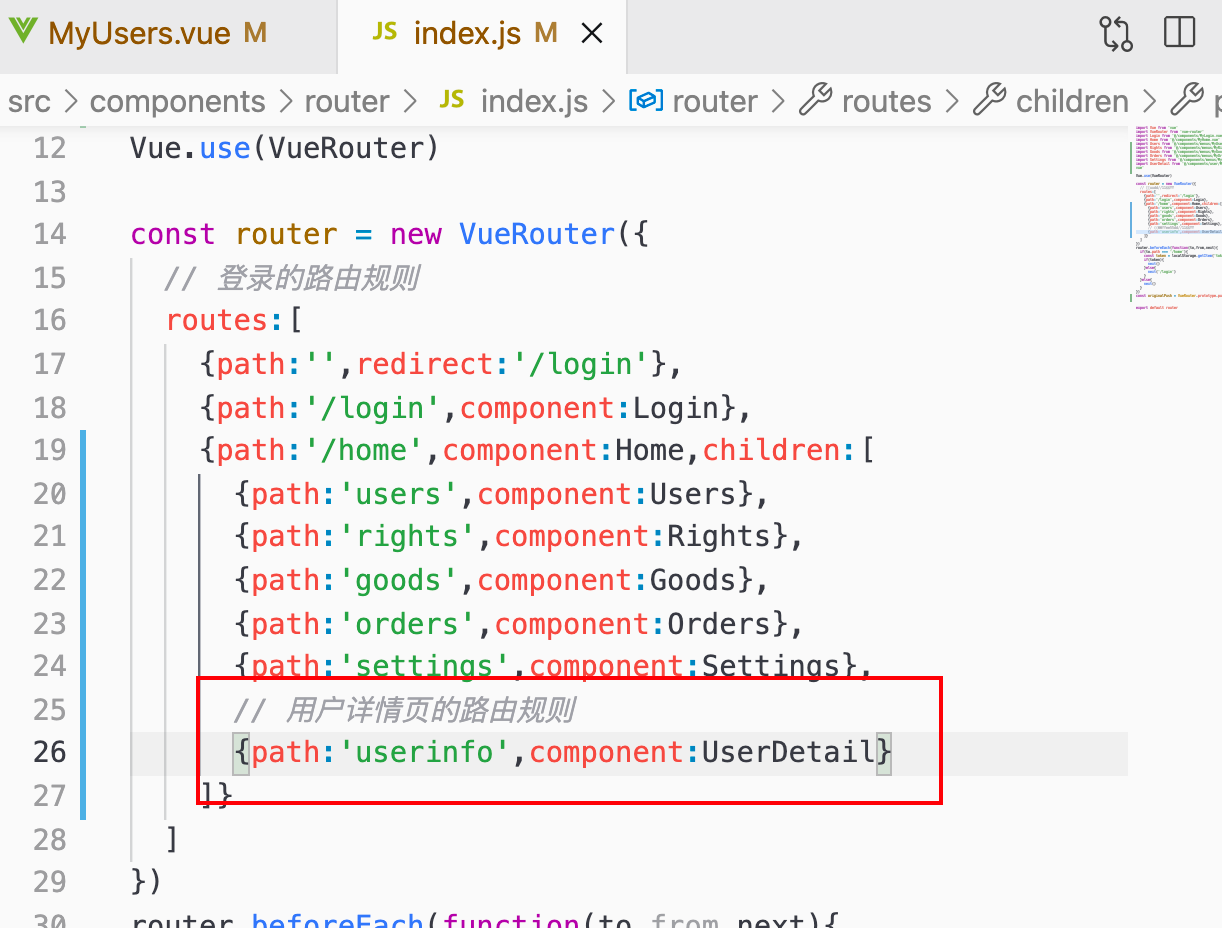 MyUsers.vue M JS index.js M
src > components > router > JS index.js > router > routes > children >
12 Vue.use(VueRouter)
13
14 const router = new VueRouter({
15 // 登录的路由规则
16 routes:[
17 {path:'',redirect:'/login'},
18 {path:'/login',component:Login},
19 {path:'/home',component:Home,children:[
20 {path:'users',component:Users},
21 {path:'rights',component:Rights},
22 {path:'goods',component:Goods},
23 {path:'orders',component:Orders},
24 {path:'settings',component:Settings},
25 // 用户详情页的路由规则
26 {path:'userinfo',component:UserDetail}
27 ]}
28 ]
29 })
30 router.beforeEach(function(to,from,next){